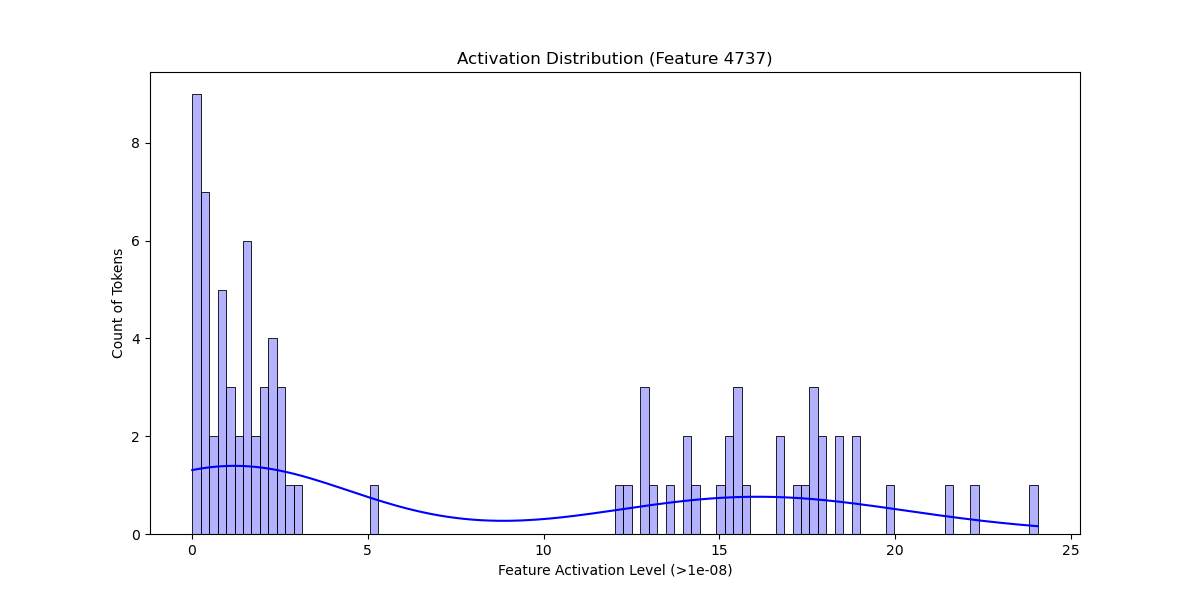 Activation Distribution (Feature 4737)
Count of Tokens
8
6
4
2
0
0 5 10 15 20 25
Feature Activation Level (>1e-08)